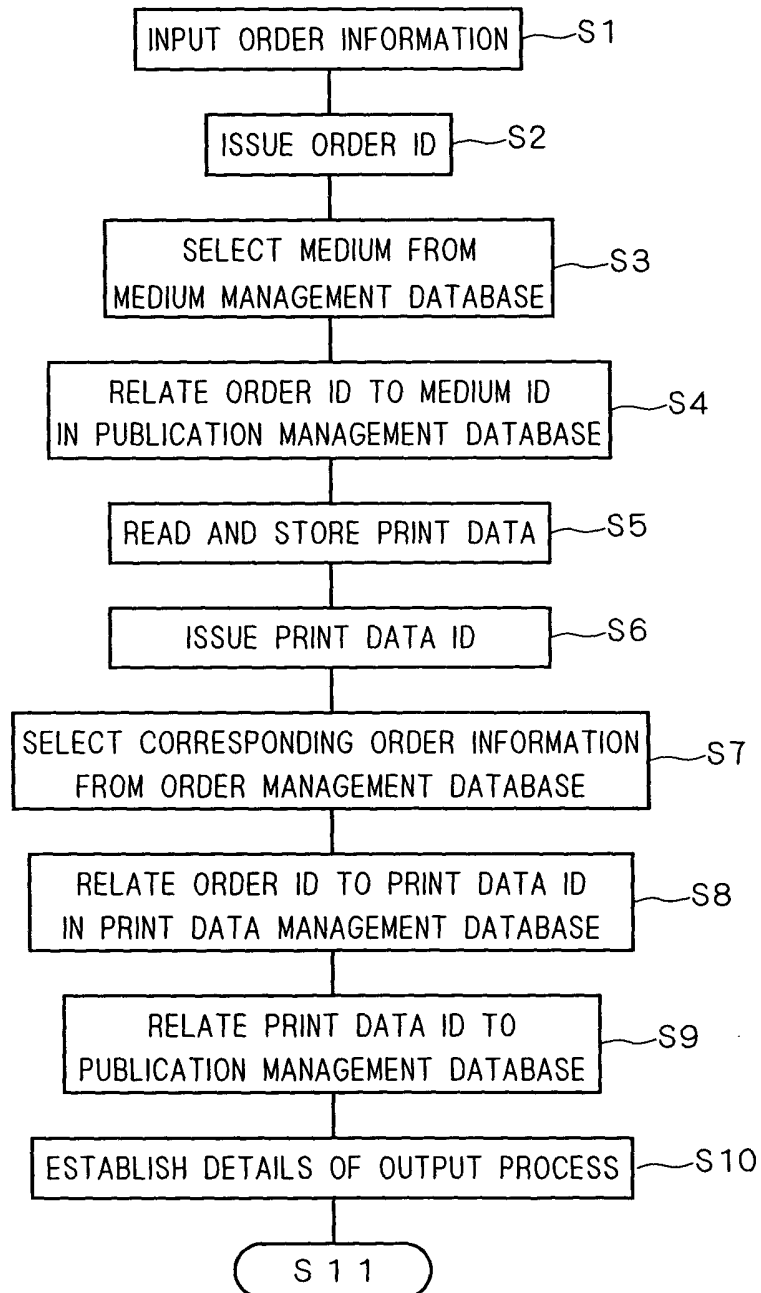 INPUT ORDER INFORMATION
S1
ISSUE ORDER ID
S2
SELECT MEDIUM FROM
MEDIUM MANAGEMENT DATABASE
S3
RELATE ORDER ID TO MEDIUM ID
IN PUBLICATION MANAGEMENT DATABASE
S4
READ AND STORE PRINT DATA
S5
ISSUE PRINT DATA ID
S6
SELECT CORRESPONDING ORDER INFORMATION
FROM ORDER MANAGEMENT DATABASE
S7
RELATE ORDER ID TO PRINT DATA ID
IN PRINT DATA MANAGEMENT DATABASE
S8
RELATE PRINT DATA ID TO
PUBLICATION MANAGEMENT DATABASE
S9
ESTABLISH DETAILS OF OUTPUT PROCESS
S10
S11